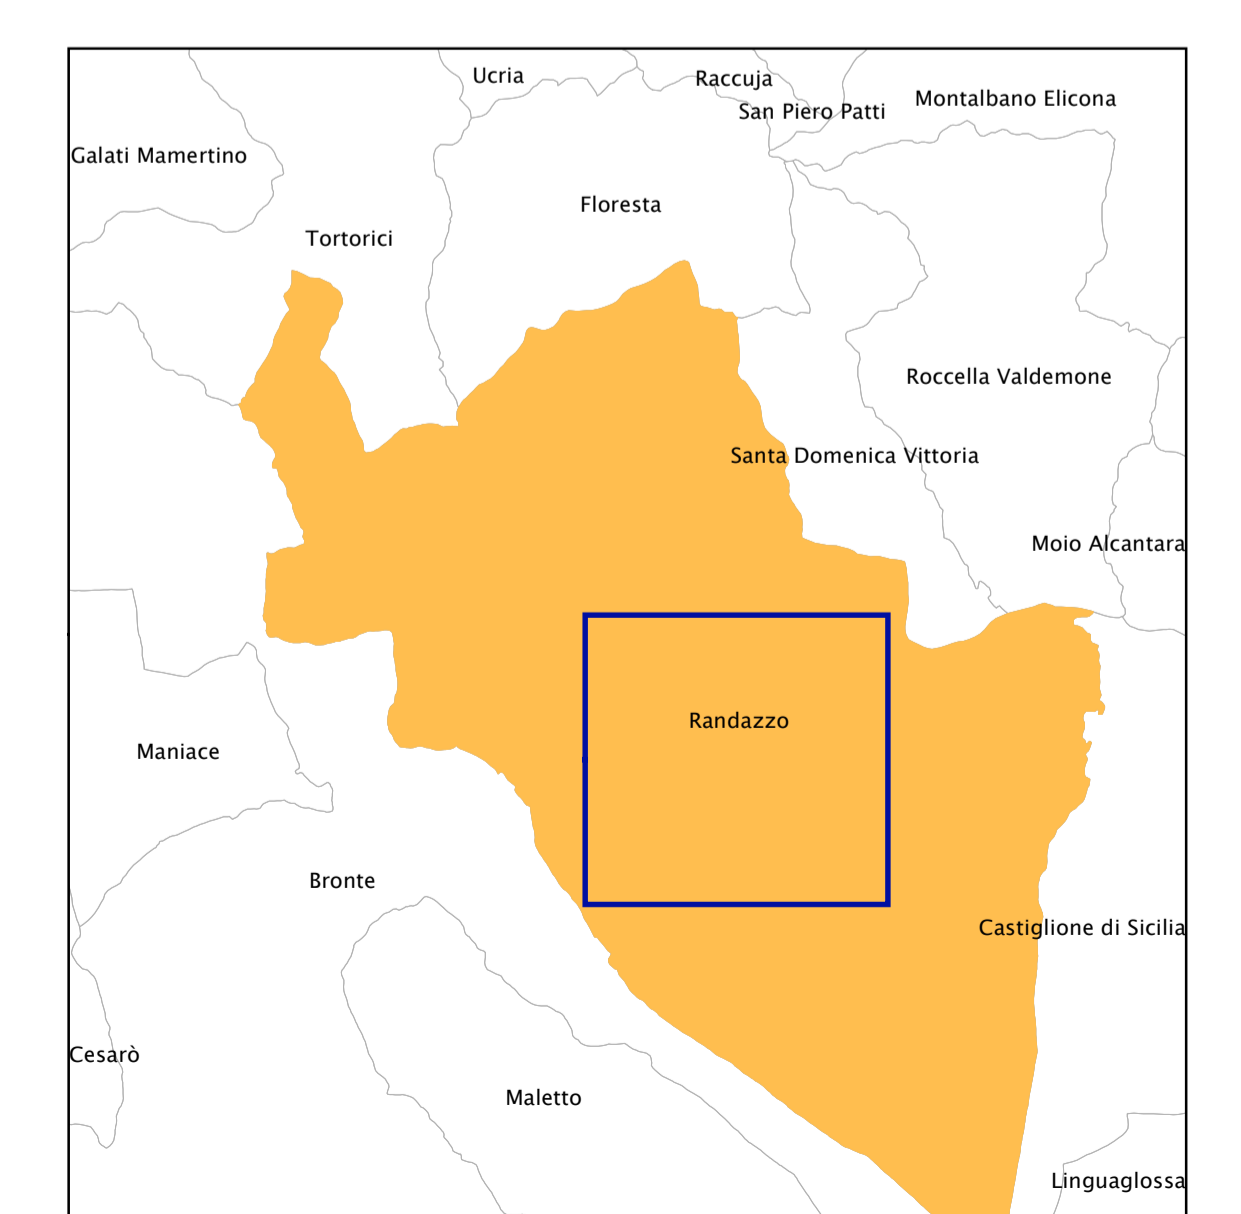 Ucria
Raccuja
Montalbano Elicona
San Piero Patti
Galati Mamertino
Floresta
Tortorici
Roccella Valdemone
Santa Domenica Vittoria
Moio Alcantara
Randazzo
Maniace
Bronte
Castiglione di Sicilia
Cesarò
Maletto
Linguaglossa